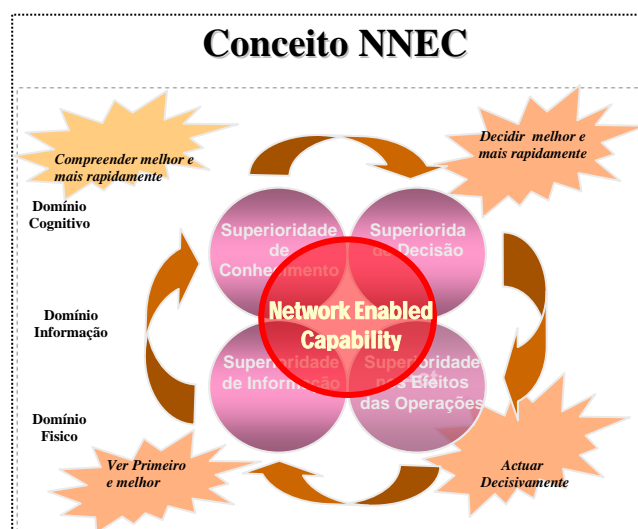 Conceito NNEC
Compreender melhor e
mais rapidamente
Decidir melhor e
mais rapidamente
Domínio
Cognitivo
Superioridade
de
Conhecimento
Superiorida
de Decisão
Domínio
Informação
Network Enabled
Capability
Superioridade
de Informação
Superioridade
nos Efeitos
das Operações
Domínio
Fisico
Ver Primeiro
e melhor
Actuar
Decisivamente